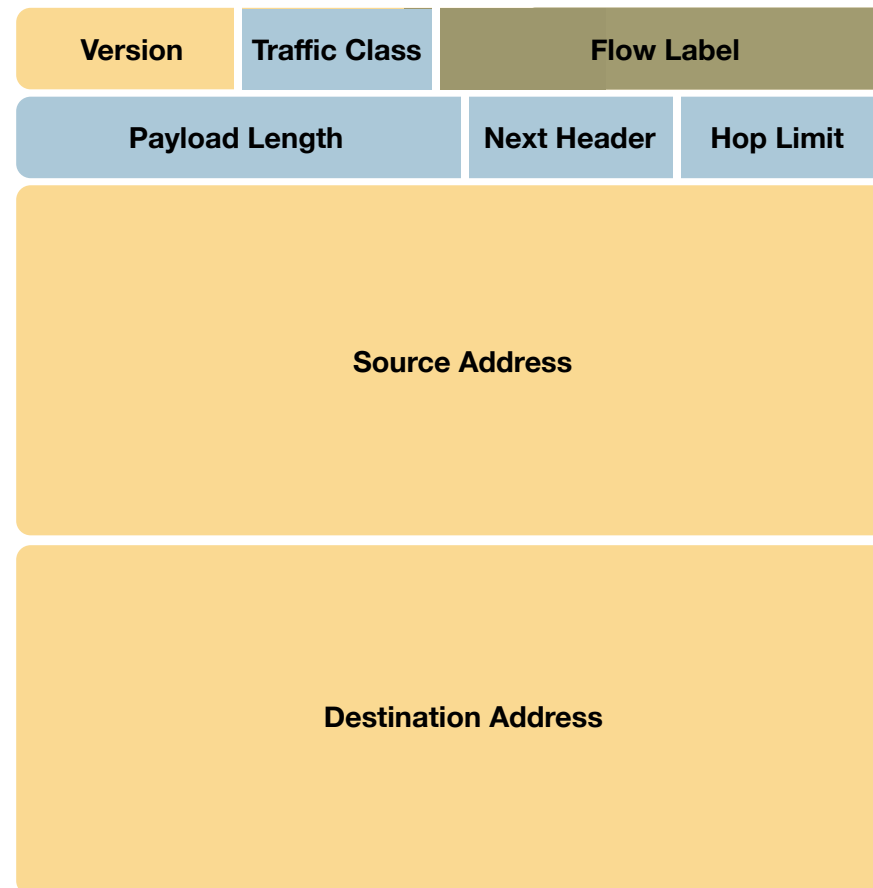 Version Traffic Class Flow Label
Payload Length Next Header Hop Limit
Source Address
Destination Address